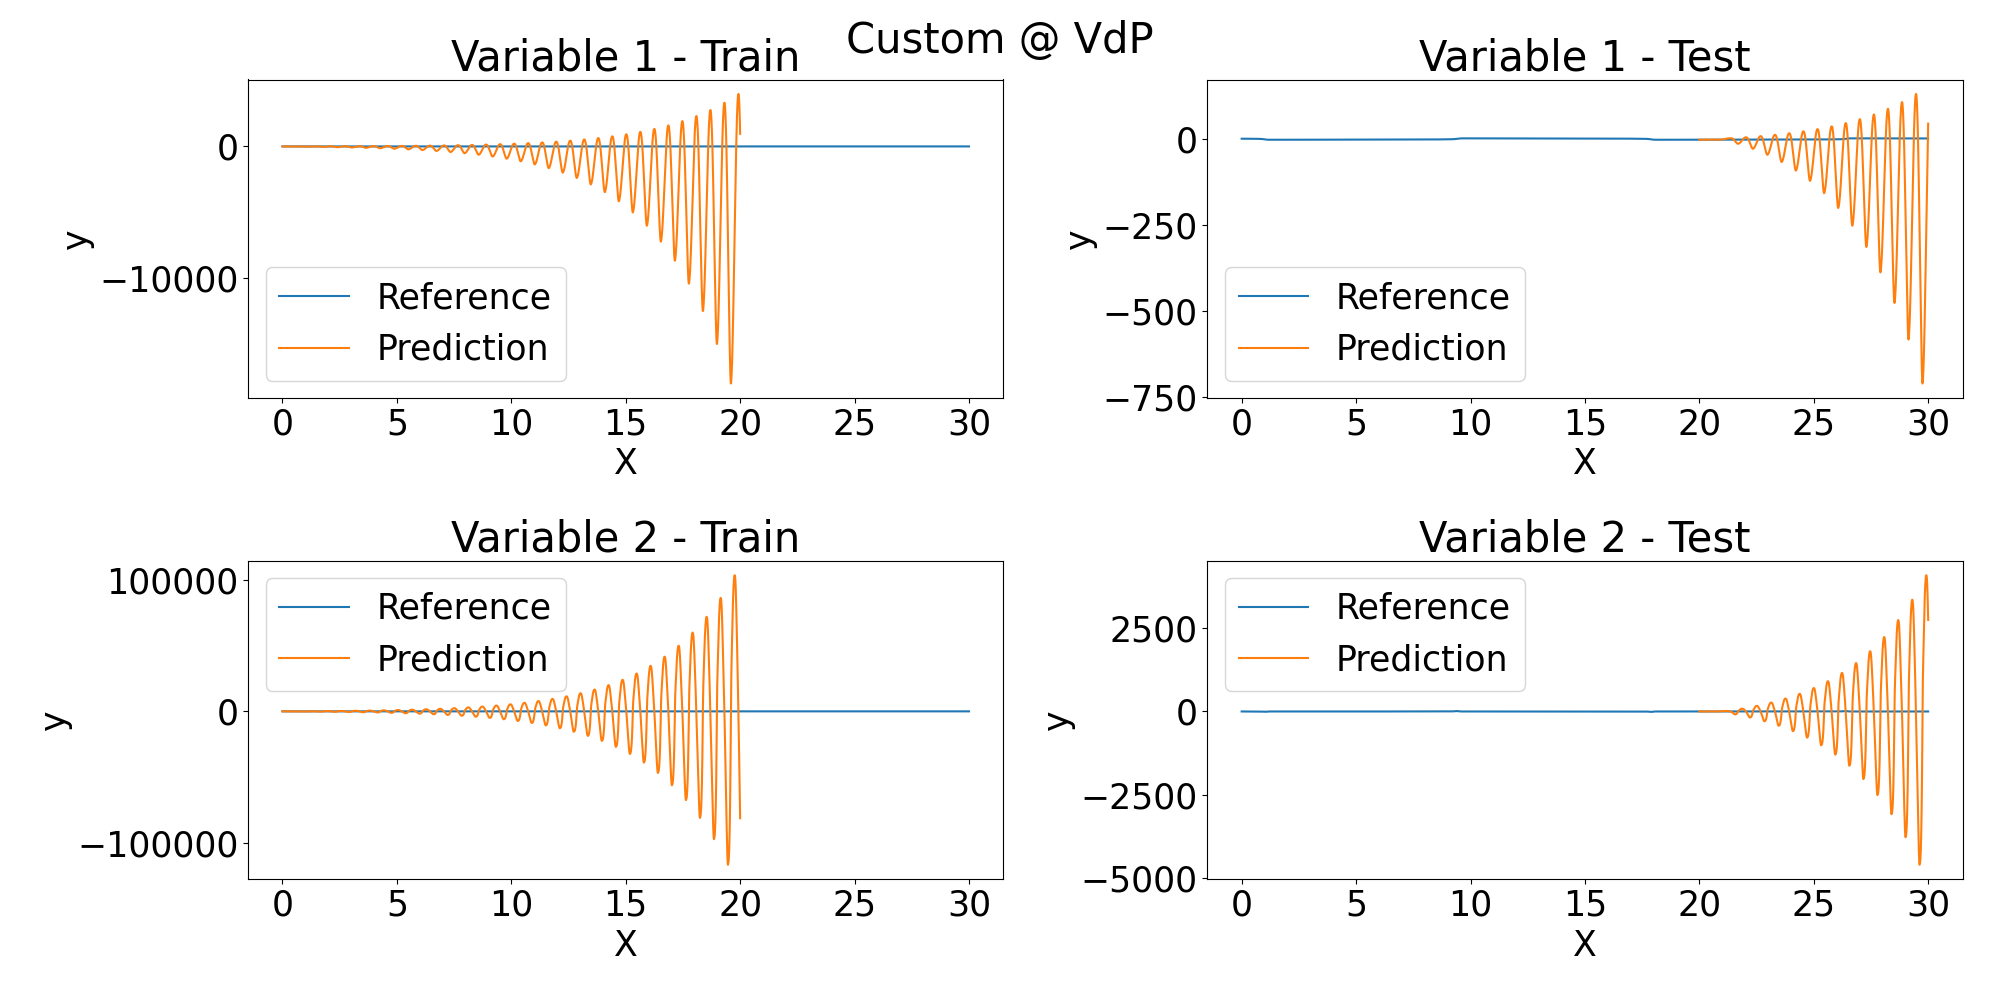 Custom @ VdP
Variable 1 - Train
0
−10000
y
Reference
Prediction
0 5 10 15 20 25 30
X
Variable 1 - Test
0
−250
−500
−750
y
Reference
Prediction
0 5 10 15 20 25 30
X
Variable 2 - Train
100000
0
−100000
y
Reference
Prediction
0 5 10 15 20 25 30
X
Variable 2 - Test
2500
0
−2500
−5000
y
Reference
Prediction
0 5 10 15 20 25 30
X